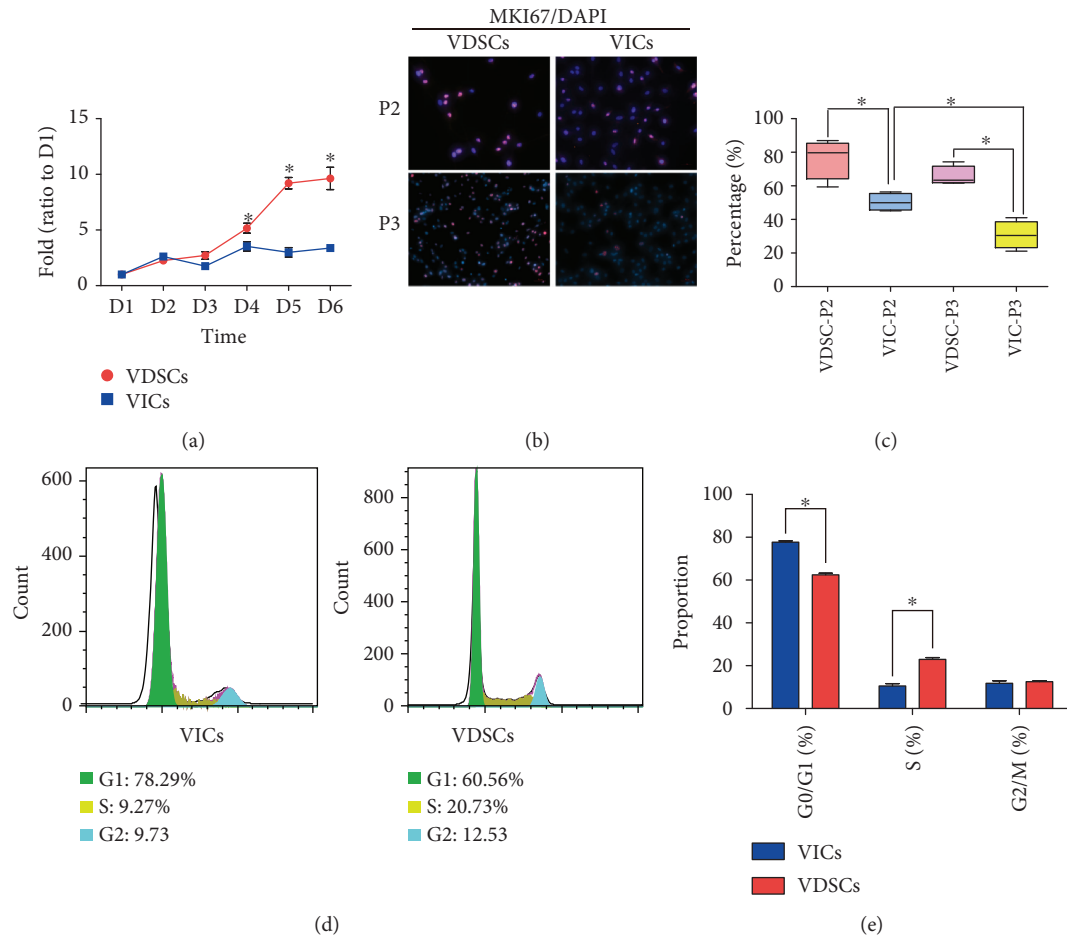 15
10
5
0
Fold (ratio to D1)
*
*
*
D1 D2 D3 D4 D5 D6
Time
VDSCs
VICs
(a)
MKI67/DAPI
VDSCs VICs
P2
P3
(b)
100
80
60
40
20
0
Percentage (%)
*
*
*
VDSC-P2
VIC-P2
VDSC-P3
VIC-P3
(c)
600
400
200
0
Count
VICs
G1: 78.29%
S: 9.27%
G2: 9.73
800
600
400
200
0
Count
VDSCs
G1: 60.56%
S: 20.73%
G2: 12.53
(d)
100
80
60
40
20
0
Proportion
*
*
G0/G1 (%)
S (%)
G2/M (%)
VICs
VDSCs
(e)